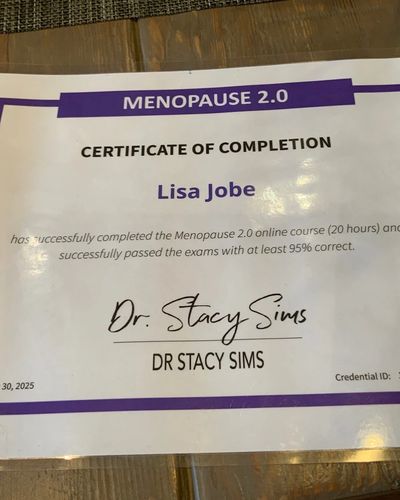 MENOPAUSE 2.0
CERTIFICATE OF COMPLETION
Lisa Jobe
has successfully completed the Menopause 2.0 online course (20 hours) and
successfully passed the exams with at least 95% correct.
Dr. Stacy Sims
DR STACY SIMS
30, 2025
Credential ID: